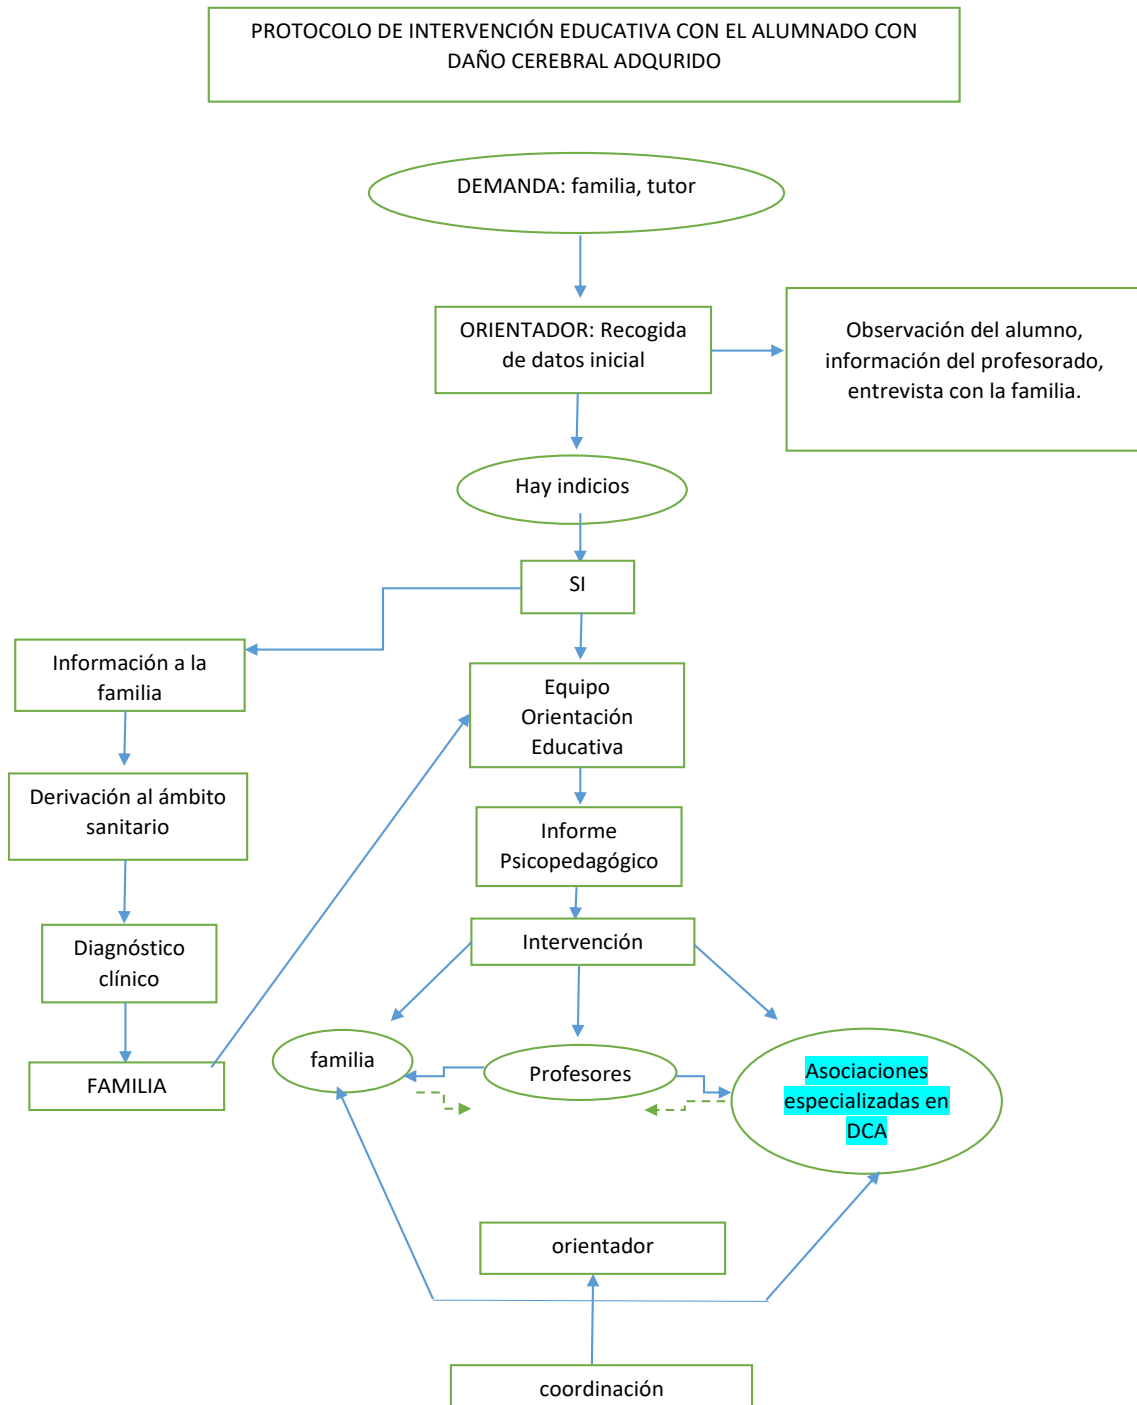 PROTOCOLO DE INTERVENCIÓN EDUCATIVA CON EL ALUMNADO CON
DAÑO CEREBRAL ADQURIDO
DEMANDA: familia, tutor
ORIENTADOR: Recogida
de datos inicial
Observación del alumno,
información del profesorado,
entrevista con la familia.
Hay indicios
SI
Información a la
familia
Equipo
Orientación
Educativa
Derivación al ámbito
sanitario
Informe
Psicopedagógico
Diagnóstico
clínico
Intervención
FAMILIA
familia
Profesores
Asociaciones
especializadas en
DCA
orientador
coordinación